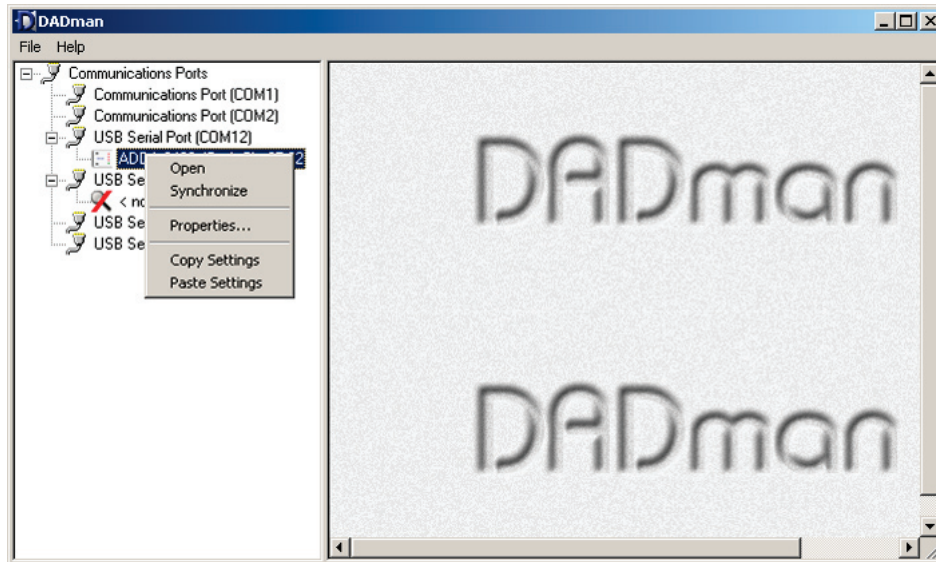 DADman
File Help
Communications Ports
Communications Port (COM1)
Communications Port (COM2)
USB Serial Port (COM12)
ADD 2
USB Se
< no
USB Se
USB Se
Open
Synchronize
Properties...
Copy Settings
Paste Settings
DADman
DADman